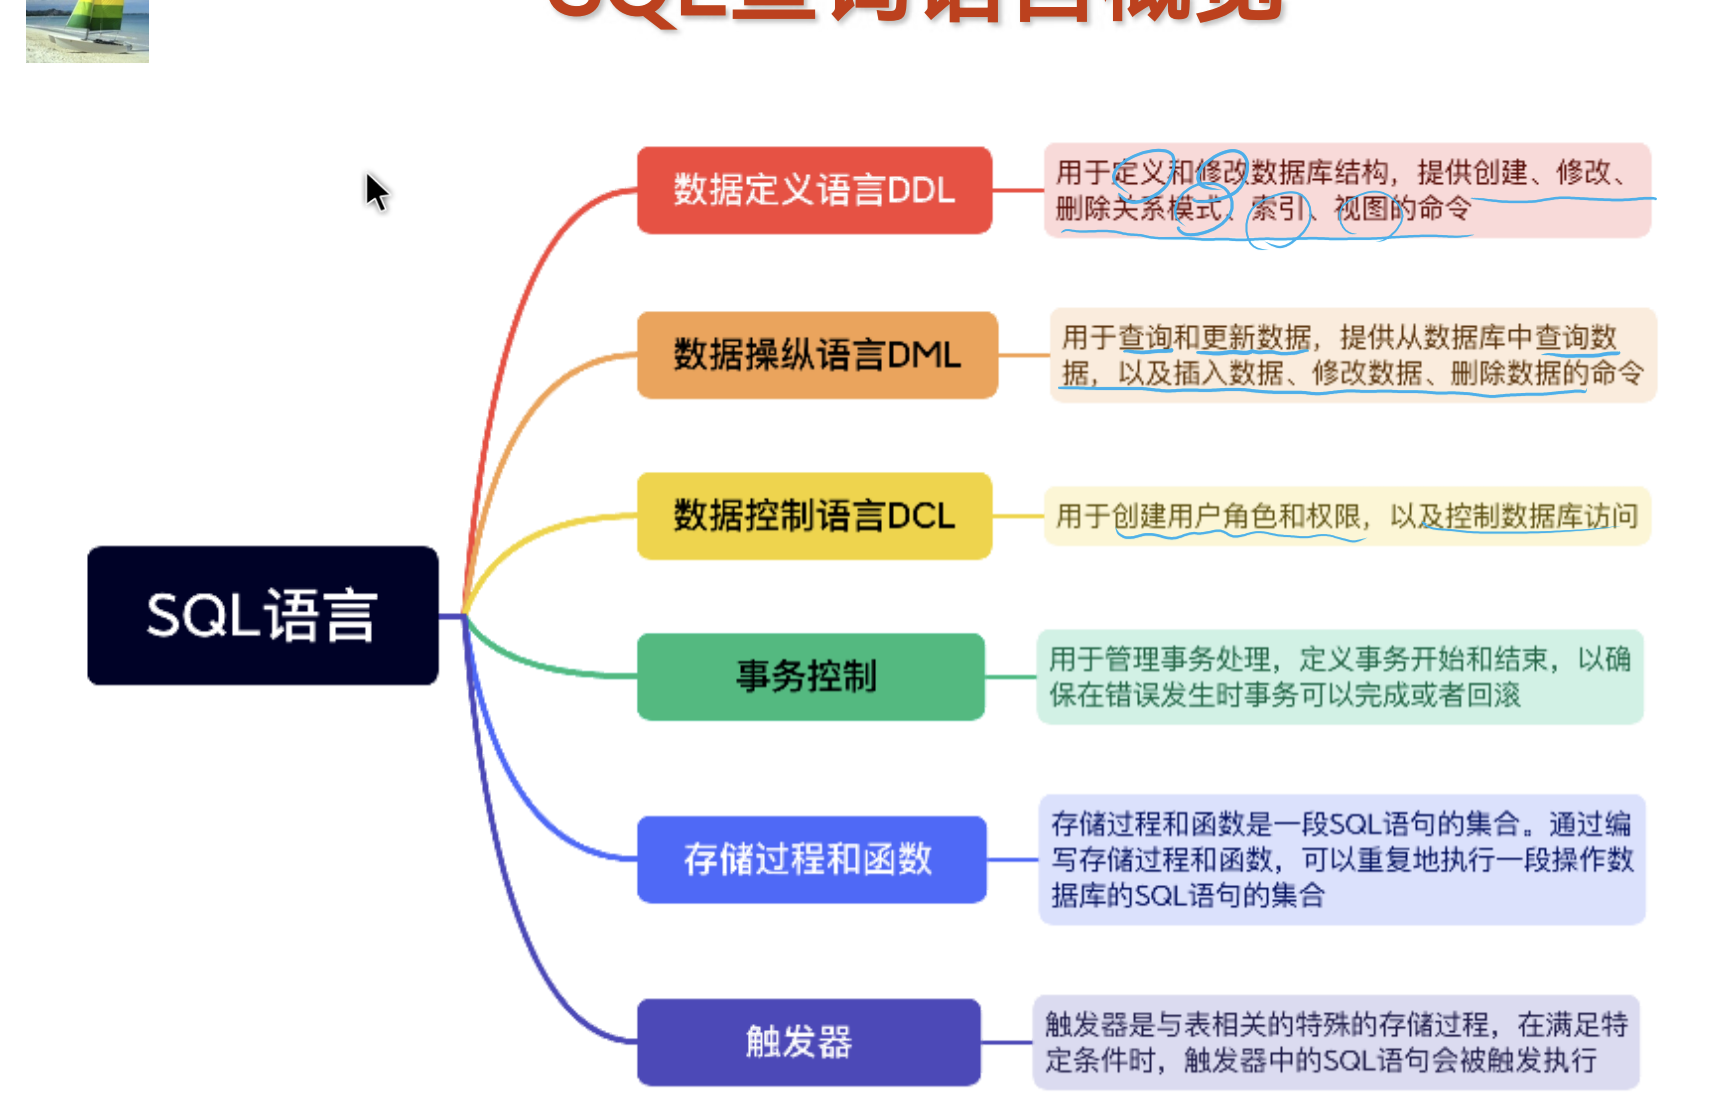 SQL查询语言概览
数据定义语言DDL
用于定义和修改数据库结构，提供创建、修改、
删除关系模式、索引、视图的命令
数据操纵语言DML
用于查询和更新数据，提供从数据库中查询数
据，以及插入数据、修改数据、删除数据的命令
数据控制语言DCL
用于创建用户角色和权限，以及控制数据库访问
SQL语言
事务控制
用于管理事务处理，定义事务开始和结束，以确
保在错误发生时事务可以完成或者回滚
存储过程和函数
存储过程和函数是一段SQL语句的集合。通过编
写存储过程和函数，可以重复地执行一段操作数
据库的SQL语句的集合
触发器
触发器是与表相关的特殊的存储过程，在满足特
定条件时，触发器中的SQL语句会被触发执行